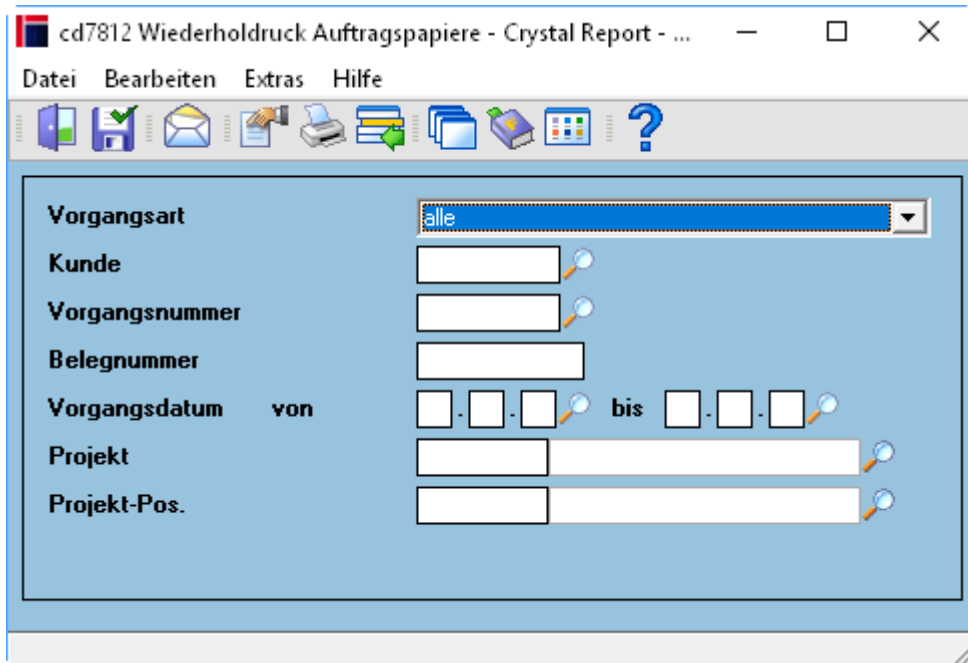 cd7812 Wiederholdruck Auftragspapiere - Crystal Report - ...
Datei Bearbeiten Extras Hilfe
Vorgangsart alle
Kunde
Vorgangsnummer
Belegnummer
Vorgangsdatum von . . bis . .
Projekt
Projekt-Pos.